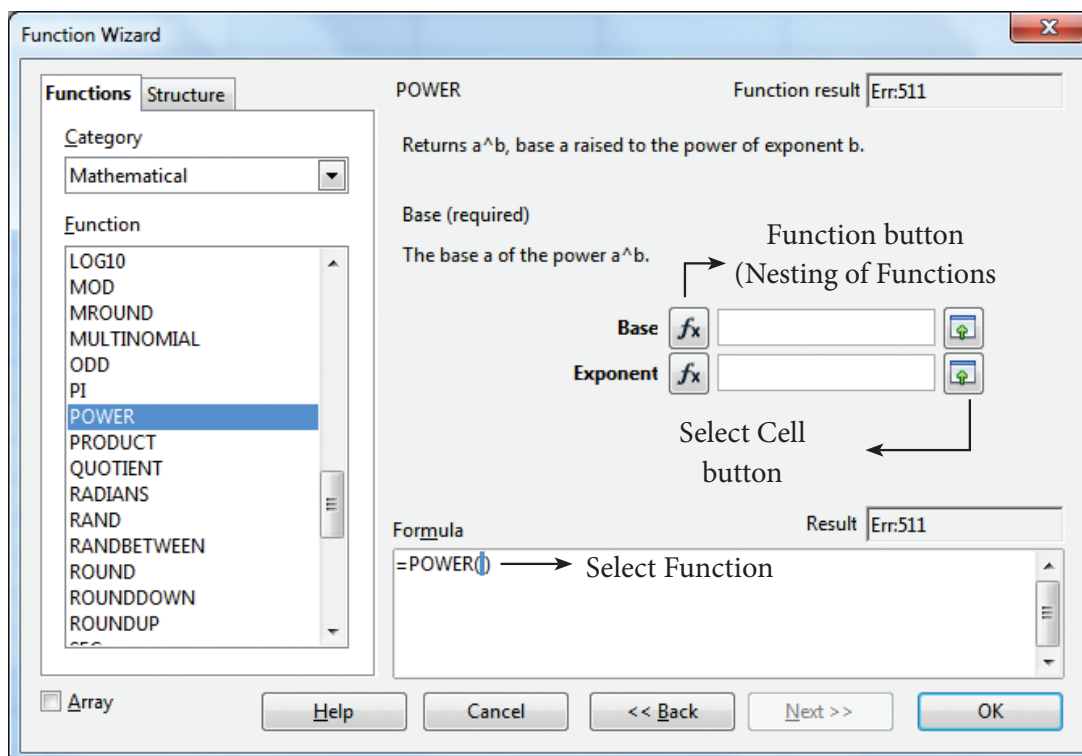 Function Wizard
X
Functions
Structure
Category
Mathematical
Function
LOG10
MOD
MROUND
MULTINOMIAL
ODD
PI
POWER
PRODUCT
QUOTIENT
RADIANS
RAND
RANDBETWEEN
ROUND
ROUNDDOWN
ROUNDUP
POWER
Function result Err:511
Returns a^b, base a raised to the power of exponent b.
Base (required)
The base a of the power a^b.
Function button
(Nesting of Functions
Base fx
Exponent fx
Select Cell
button
Formula
Result Err:511
=POWER()
Select Function
Array
Help
Cancel
<< Back
Next >>
OK